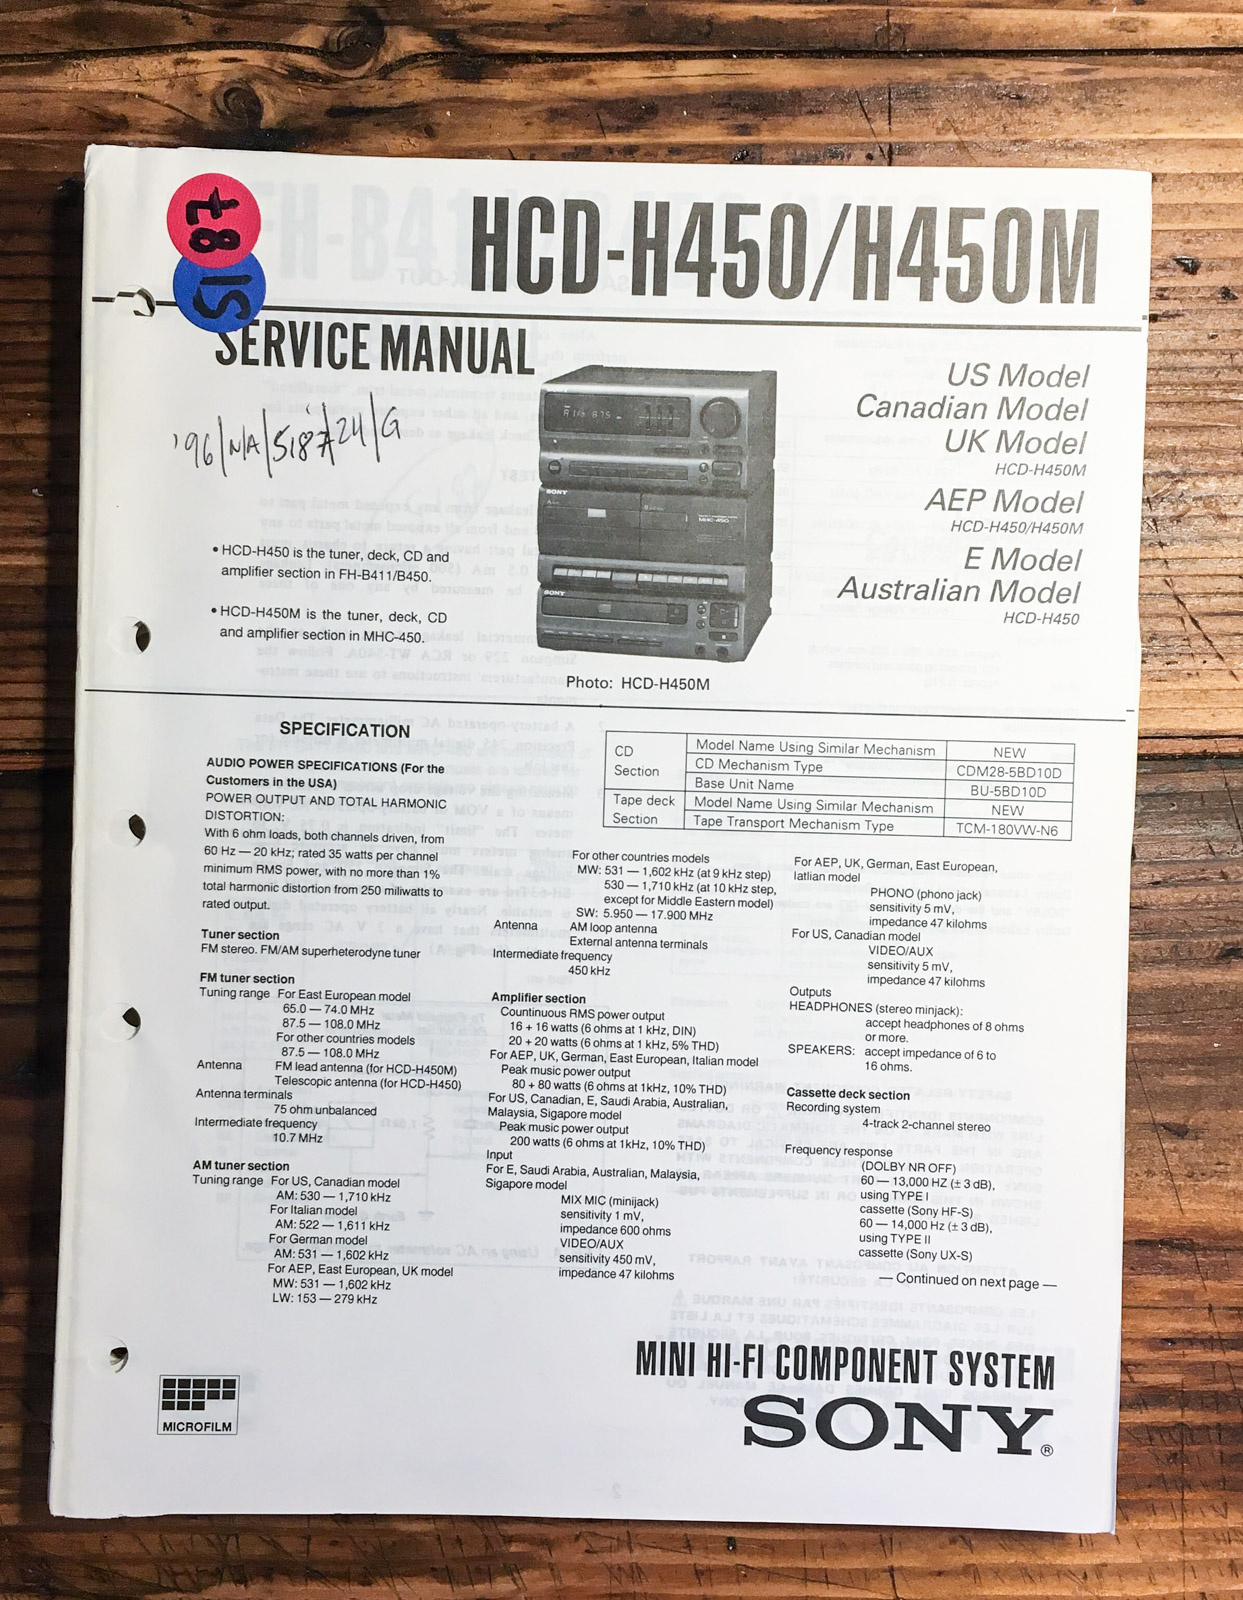 HCD-H450/H450M
87
51
SERVICE MANUAL
'96/NA/518724/G
US Model
Canadian Model
UK Model
HCD-H450M
AEP Model
HCD-H450/H450M
E Model
Australian Model
HCD-H450
• HCD-H450 is the tuner, deck, CD and
amplifier section in FH-B411/B450.
• HCD-H450M is the tuner, deck, CD
and amplifier section in MHC-450.
SONY
MHC-450
SONY
Photo: HCD-H450M
SPECIFICATION
AUDIO POWER SPECIFICATIONS (For the
Customers in the USA)
POWER OUTPUT AND TOTAL HARMONIC
DISTORTION:
With 6 ohm loads, both channels driven, from
60 Hz — 20 kHz; rated 35 watts per channel
minimum RMS power, with no more than 1%
total harmonic distortion from 250 miliwatts to
rated output.
Tuner section
FM stereo. FM/AM superheterodyne tuner
FM tuner section
Tuning range For East European model
65.0 — 74.0 MHz
87.5 — 108.0 MHz
For other countries models
87.5 — 108.0 MHz
Antenna FM lead antenna (for HCD-H450M)
Telescopic antenna (for HCD-H450)
Antenna terminals
75 ohm unbalanced
Intermediate frequency
10.7 MHz
AM tuner section
Tuning range For US, Canadian model
AM: 530 — 1,710 kHz
For Italian model
AM: 522 — 1,611 kHz
For German model
AM: 531 — 1,602 kHz
For AEP, East European, UK model
MW: 531 — 1,602 kHz
LW: 153 — 279 kHz
CD Section
Model Name Using Similar Mechanism NEW
CD Mechanism Type CDM28-5BD10D
Base Unit Name BU-5BD10D
Tape deck Section
Model Name Using Similar Mechanism NEW
Tape Transport Mechanism Type TCM-180VW-N6
For other countries models
MW: 531 — 1,602 kHz (at 9 kHz step)
530 — 1,710 kHz (at 10 kHz step,
except for Middle Eastern model)
SW: 5.950 — 17.900 MHz
Antenna AM loop antenna
External antenna terminals
Intermediate frequency
450 kHz
Amplifier section
Countinuous RMS power output
16 + 16 watts (6 ohms at 1 kHz, DIN)
20 + 20 watts (6 ohms at 1 kHz, 5% THD)
For AEP, UK, German, East European, Italian model
Peak music power output
80 + 80 watts (6 ohms at 1kHz, 10% THD)
For US, Canadian, E, Saudi Arabia, Australian,
Malaysia, Sigapore model
Peak music power output
200 watts (6 ohms at 1kHz, 10% THD)
Input
For E, Saudi Arabia, Australian, Malaysia,
Sigapore model
MIX MIC (minijack)
sensitivity 1 mV,
impedance 600 ohms
VIDEO/AUX
sensitivity 450 mV,
impedance 47 kilohms
For AEP, UK, German, East European,
Iatlian model
PHONO (phono jack)
sensitivity 5 mV,
impedance 47 kilohms
For US, Canadian model
VIDEO/AUX
sensitivity 5 mV,
impedance 47 kilohms
Outputs
HEADPHONES (stereo minjack):
accept headphones of 8 ohms
or more.
SPEAKERS: accept impedance of 6 to
16 ohms.
Cassette deck section
Recording system
4-track 2-channel stereo
Frequency response
(DOLBY NR OFF)
60 — 13,000 HZ (± 3 dB),
using TYPE I
cassette (Sony HF-S)
60 — 14,000 Hz (± 3 dB),
using TYPE II
cassette (Sony UX-S)
— Continued on next page —
MICROFILM
MINI HI-FI COMPONENT SYSTEM
SONY®